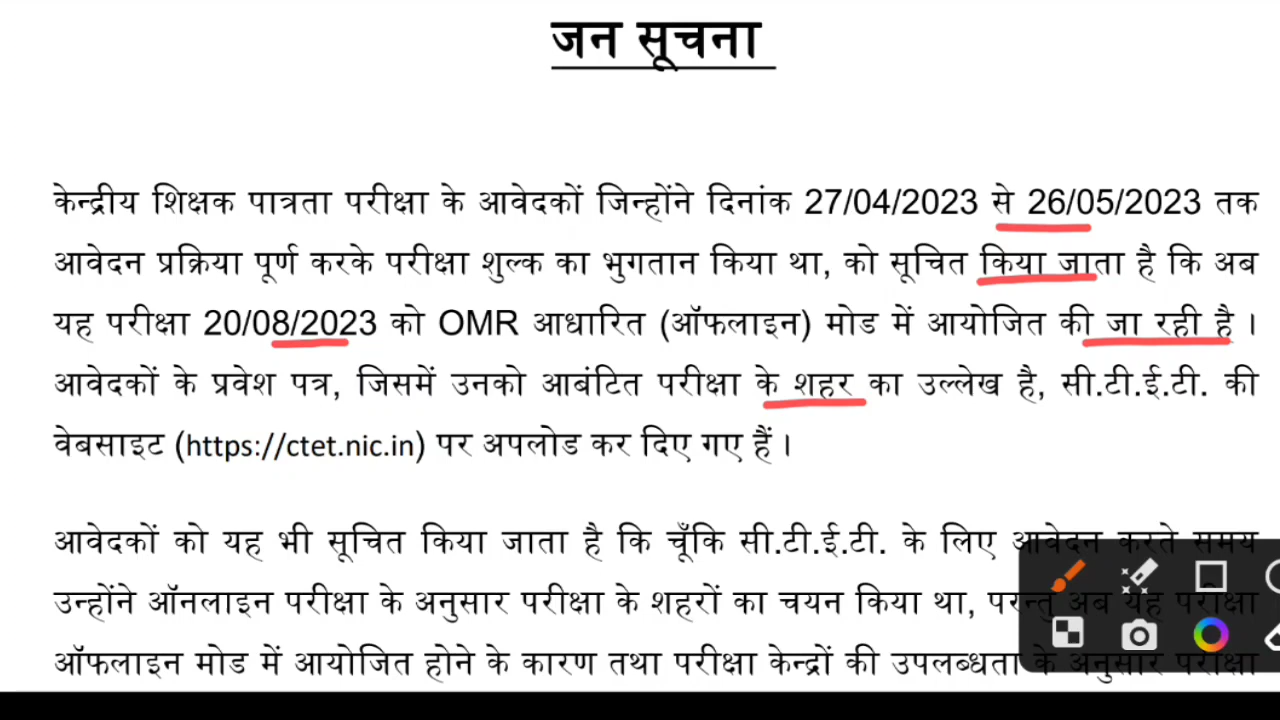 जन सूचना
केन्द्रीय शिक्षक पात्रता परीक्षा के आवेदकों जिन्होंने दिनांक 27/04/2023 से 26/05/2023 तक
आवेदन प्रक्रिया पूर्ण करके परीक्षा शुल्क का भुगतान किया था, को सूचित किया जाता है कि अब
यह परीक्षा 20/08/2023 को OMR आधारित (ऑफलाइन) मोड में आयोजित की जा रही है ।
आवेदकों के प्रवेश पत्र, जिसमें उनको आबंटित परीक्षा के शहर का उल्लेख है, सी.टी.ई.टी. की
वेबसाइट (https://ctet.nic.in) पर अपलोड कर दिए गए हैं ।
आवेदकों को यह भी सूचित किया जाता है कि चूँकि सी.टी.ई.टी. के लिए आवेदन करते समय
उन्होंने ऑनलाइन परीक्षा के अनुसार परीक्षा के शहरों का चयन किया था, परन्तु अब यह परीक्षा
ऑफलाइन मोड में आयोजित होने के कारण तथा परीक्षा केन्द्रों की उपलब्धता के अनुसार परीक्षा